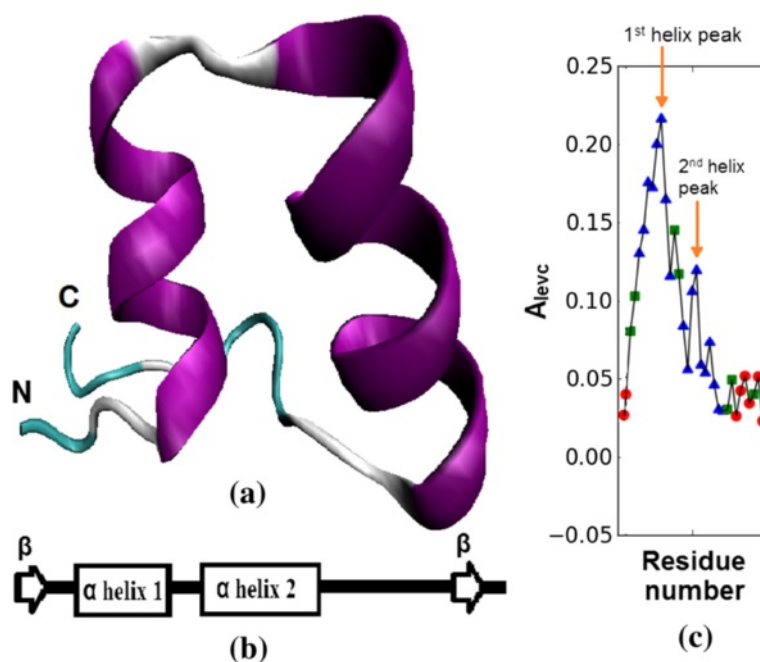 C
N
(a)
β
β
α helix 1
α helix 2
(b)
1st helix peak
2nd helix
peak
0.25
0.20
0.15
0.10
0.05
0.00
−0.05
Alevc
Residue
number
(c)